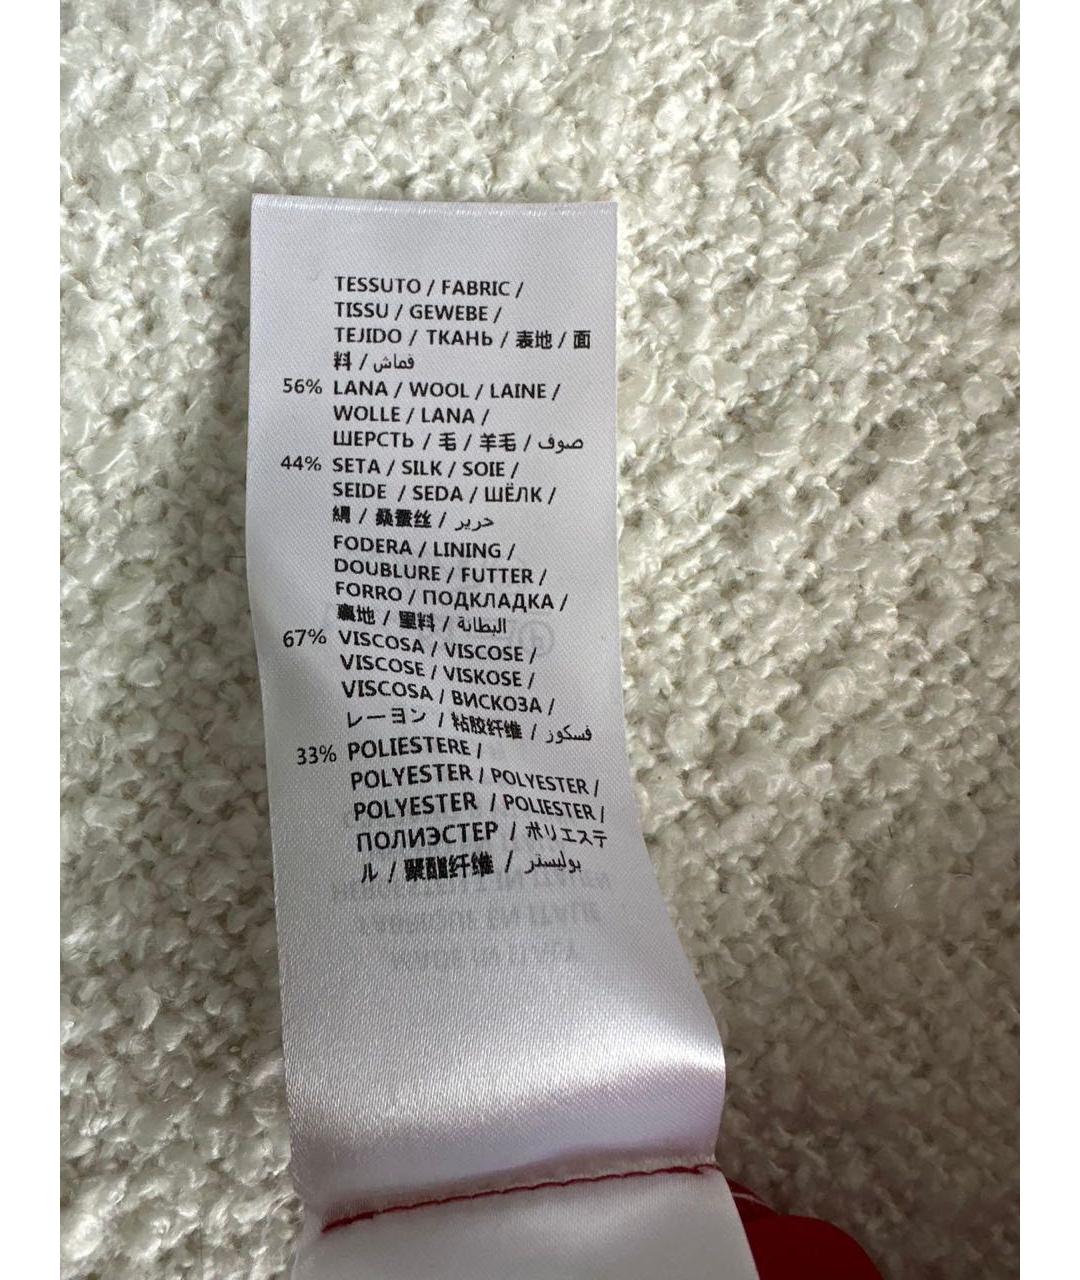 TESSUTO / FABRIC /
TISSU / GEWEBE /
TEJIDO / ТКАНЬ / 表地 / 面
料 / قماش
56% LANA / WOOL / LAINE /
WOLLE / LANA /
ШЕРСТЬ / 毛 / 羊毛 / صوف
44% SETA / SILK / SOIE /
SEIDE / SEDA / ШЁЛК /
絹 / 桑蚕丝 / حرير
FODERA / LINING /
DOUBLURE / FUTTER /
FORRO / ПОДКЛАДКА /
裏地 / 里料 / البطانة
67% VISCOSA / VISCOSE /
VISCOSE / VISKOSE /
VISCOSA / ВИСКОЗА /
レーヨン / 粘胶纤维 / فسكوز
33% POLIESTERE /
POLYESTER / POLYESTER /
POLYESTER / POLIESTER /
ПОЛИЭСТЕР / ポリエステ
ル / 聚酯纤维 / بوليستر